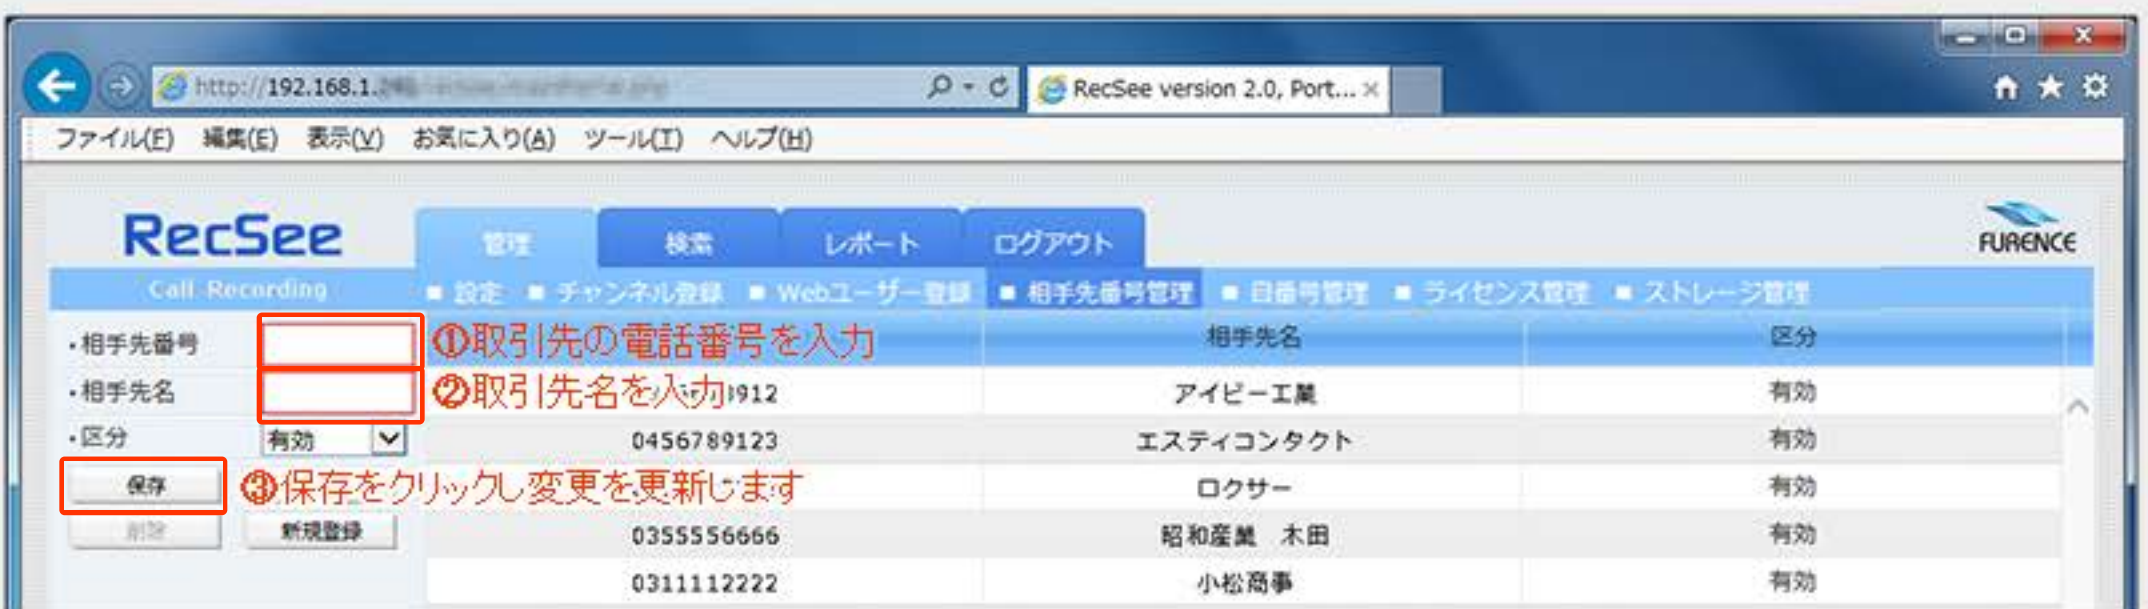 http://192.168.1.
RecSee version 2.0, Port...
ファイル(F) 編集(E) 表示(V) お気に入り(A) ツール(T) ヘルプ(H)
RecSee
管理 検索 レポート ログアウト
FURENCE
Call Recording
設定 チャンネル登録 Webユーザー登録 相手先番号管理 目番号管理 ライセンス管理 ストレージ管理
・相手先番号 ①取引先の電話番号を入力 相手先名 区分
・相手先名 ②取引先名を入力 912 アイビー工業 有効
・区分 有効 0456789123 エスティコンタクト 有効
保存 ③保存をクリックし変更を更新します ロクサー 有効
削除 新規登録 0355556666 昭和産業 木田 有効
0311112222 小松商事 有効